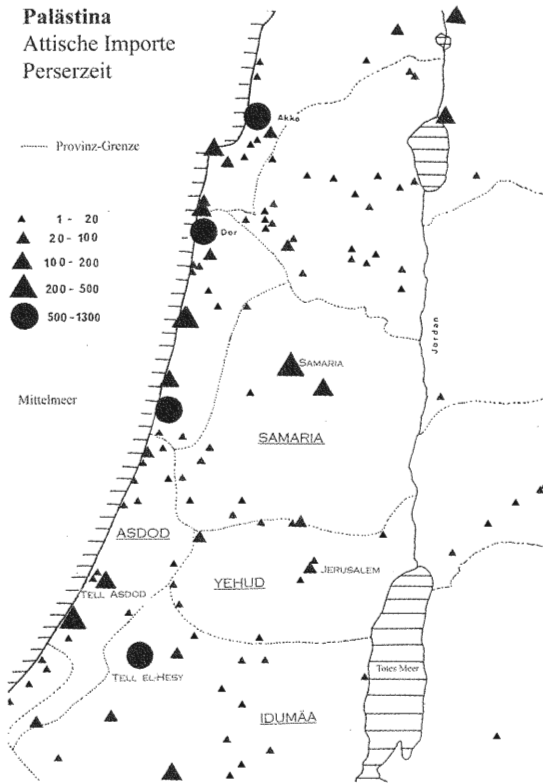 Palästina
Attische Importe
Perserzeit
Provinz-Grenze
1 - 20
20 - 100
100 - 200
200 - 500
500-1300
Mittelmeer
Akko
Dor
Jordan
SAMARIA
SAMARIA
ASDOD
YEHUD
JERUSALEM
TELL ASDOD
TELL EL-HESY
Totes Meer
IDUMÄA